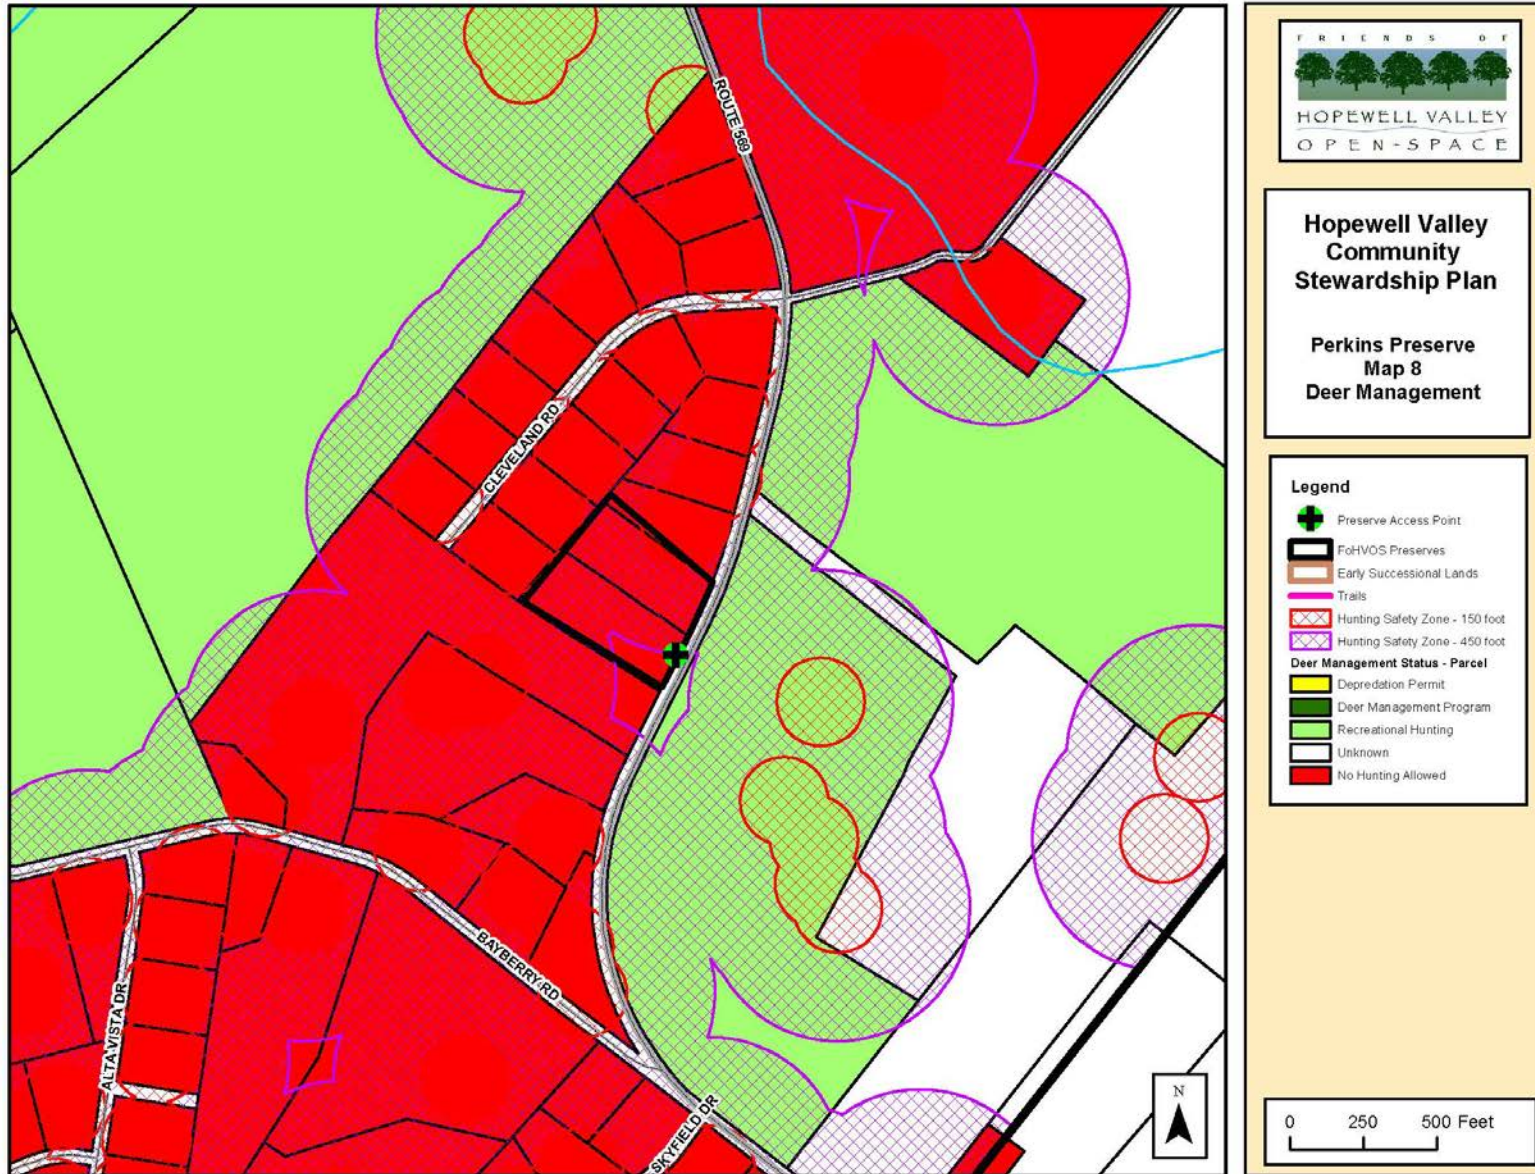 ROUTE 569
CLEVELAND RD
BAYBERRY RD
ALTA VISTA DR
SKYFIELD DR
N
FRIENDS OF
HOPEWELL VALLEY
OPEN-SPACE
Hopewell Valley
Community
Stewardship Plan
Perkins Preserve
Map 8
Deer Management
Legend
Preserve Access Point
FoHVOS Preserves
Early Successional Lands
Trails
Hunting Safety Zone - 150 foot
Hunting Safety Zone - 450 foot
Deer Management Status - Parcel
Depredation Permit
Deer Management Program
Recreational Hunting
Unknown
No Hunting Allowed
0 250 500 Feet